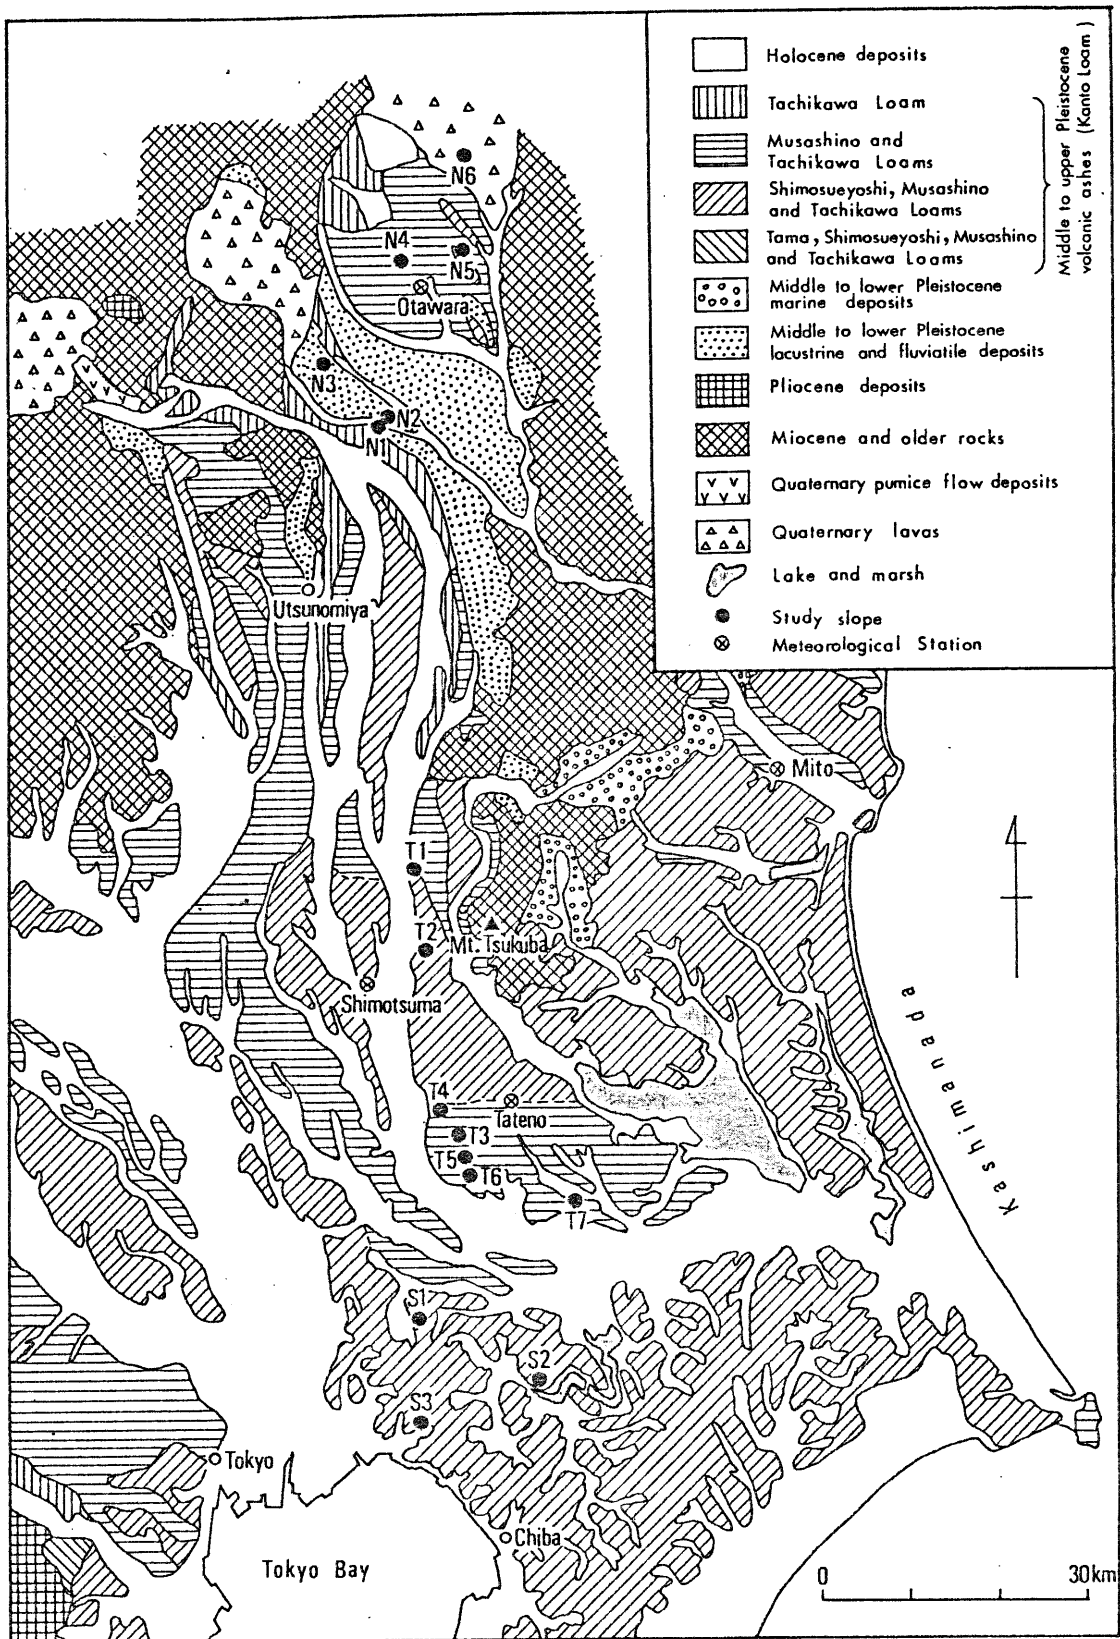 Holocene deposits
Tachikawa Loam
Musashino and
Tachikawa Loams
Shimosueyoshi, Musashino
and Tachikawa Loams
Tama, Shimosueyoshi, Musashino
and Tachikawa Loams
Middle to upper Pleistocene
volcanic ashes (Kanto Loam)
Middle to lower Pleistocene
marine deposits
Middle to lower Pleistocene
lacustrine and fluviatile deposits
Pliocene deposits
Miocene and older rocks
Quaternary pumice flow deposits
Quaternary lavas
Lake and marsh
Study slope
Meteorological Station
N6
N4
N5
Otawara
N3
N2
N1
Utsunomiya
Mito
T1
T2
Mt. Tsukuba
Shimotsuma
Kashimanada
T4
Tateno
T3
T5
T6
T7
S1
S2
S3
Tokyo
Chiba
Tokyo Bay
0 30km